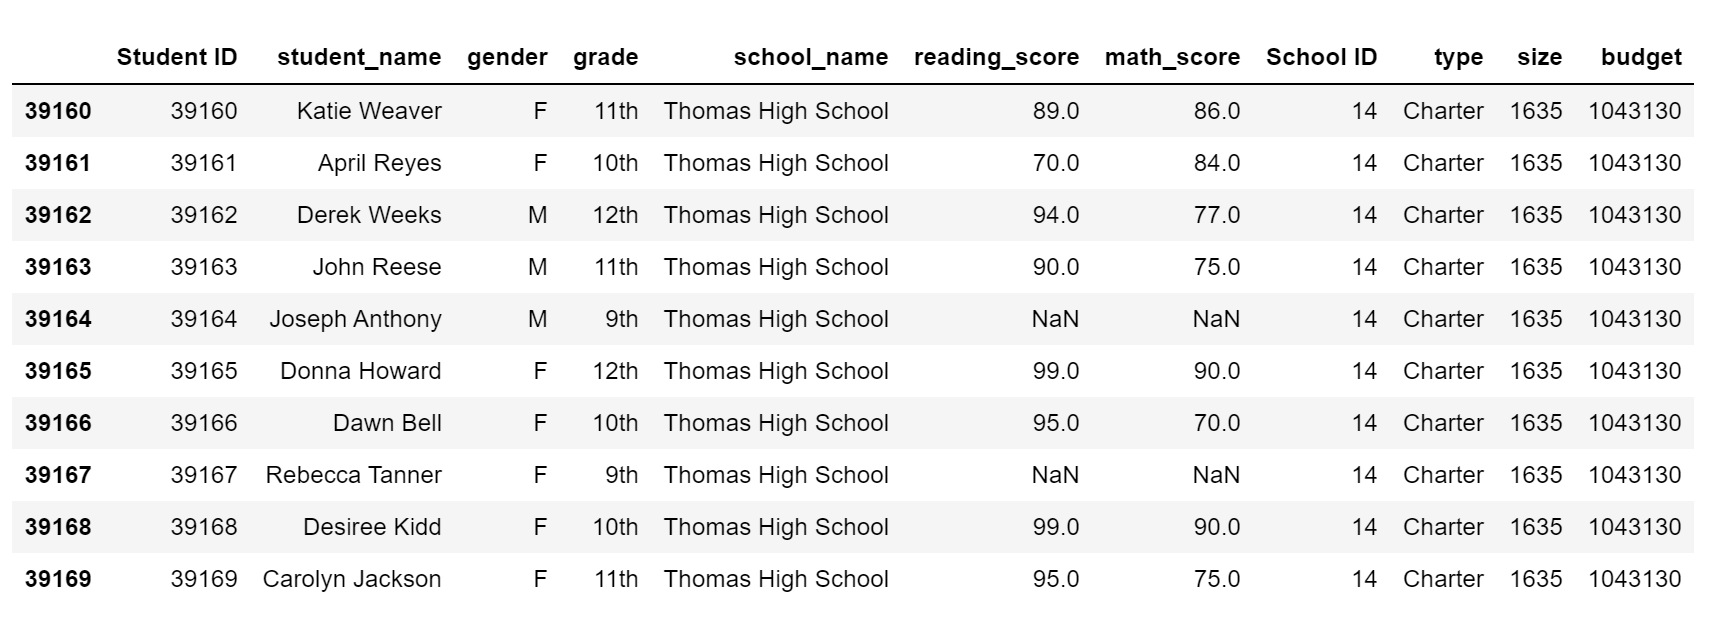 Student ID student_name gender grade school_name reading_score math_score School ID type size budget
39160 39160 Katie Weaver F 11th Thomas High School 89.0 86.0 14 Charter 1635 1043130
39161 39161 April Reyes F 10th Thomas High School 70.0 84.0 14 Charter 1635 1043130
39162 39162 Derek Weeks M 12th Thomas High School 94.0 77.0 14 Charter 1635 1043130
39163 39163 John Reese M 11th Thomas High School 90.0 75.0 14 Charter 1635 1043130
39164 39164 Joseph Anthony M 9th Thomas High School NaN NaN 14 Charter 1635 1043130
39165 39165 Donna Howard F 12th Thomas High School 99.0 90.0 14 Charter 1635 1043130
39166 39166 Dawn Bell F 10th Thomas High School 95.0 70.0 14 Charter 1635 1043130
39167 39167 Rebecca Tanner F 9th Thomas High School NaN NaN 14 Charter 1635 1043130
39168 39168 Desiree Kidd F 10th Thomas High School 99.0 90.0 14 Charter 1635 1043130
39169 39169 Carolyn Jackson F 11th Thomas High School 95.0 75.0 14 Charter 1635 1043130